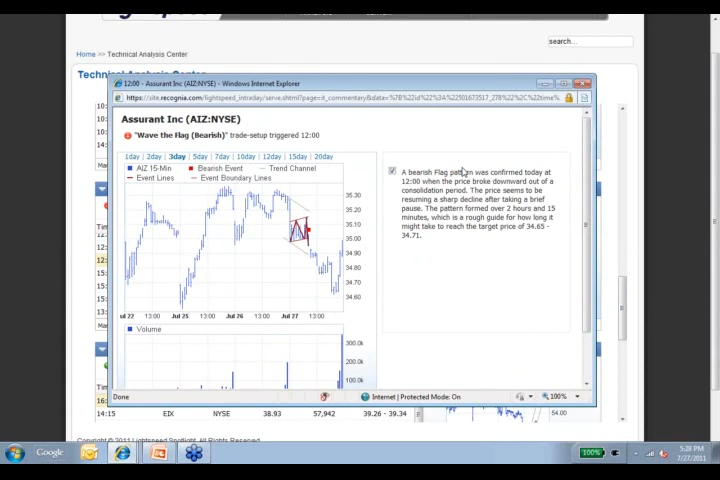 search...
Home >> Technical Analysis Center
12:00 - Assurant Inc (AIZ:NYSE) - Windows Internet Explorer
Assurant Inc (AIZ:NYSE)
"Wave the Flag (Bearish)" trade-setup triggered 12:00
1day | 2day | 3day | 5day | 7day | 10day | 15day | 20day
AIZ 15-Min Bearish Event Trend Channel
Event Lines Event Boundary Lines
35.30
35.20
35.10
35.00
34.90
34.80
34.70
34.60
Jul 22 13:00 Jul 25 13:00 Jul 26 13:00 Jul 27 13:00
Volume
300.0k
200.0k
100.0k
A bearish Flag pattern was confirmed today at
12:00 when the price broke downward out of a
consolidation period. The price seems to be
resuming a sharp decline after taking a brief
pause. The pattern formed over 2 hours and 15
minutes, which is a rough guide for how long it
might take to reach the target price of 34.65 -
34.71.
Done Internet | Protected Mode: On 100%
14:15 EIX NYSE 38.93 57,942 39.26 - 39.34
54.00
Copyright © 2011 Lightspeed Spotlight. All Rights Reserved.
Google 100% 5:28 PM
7/27/2011